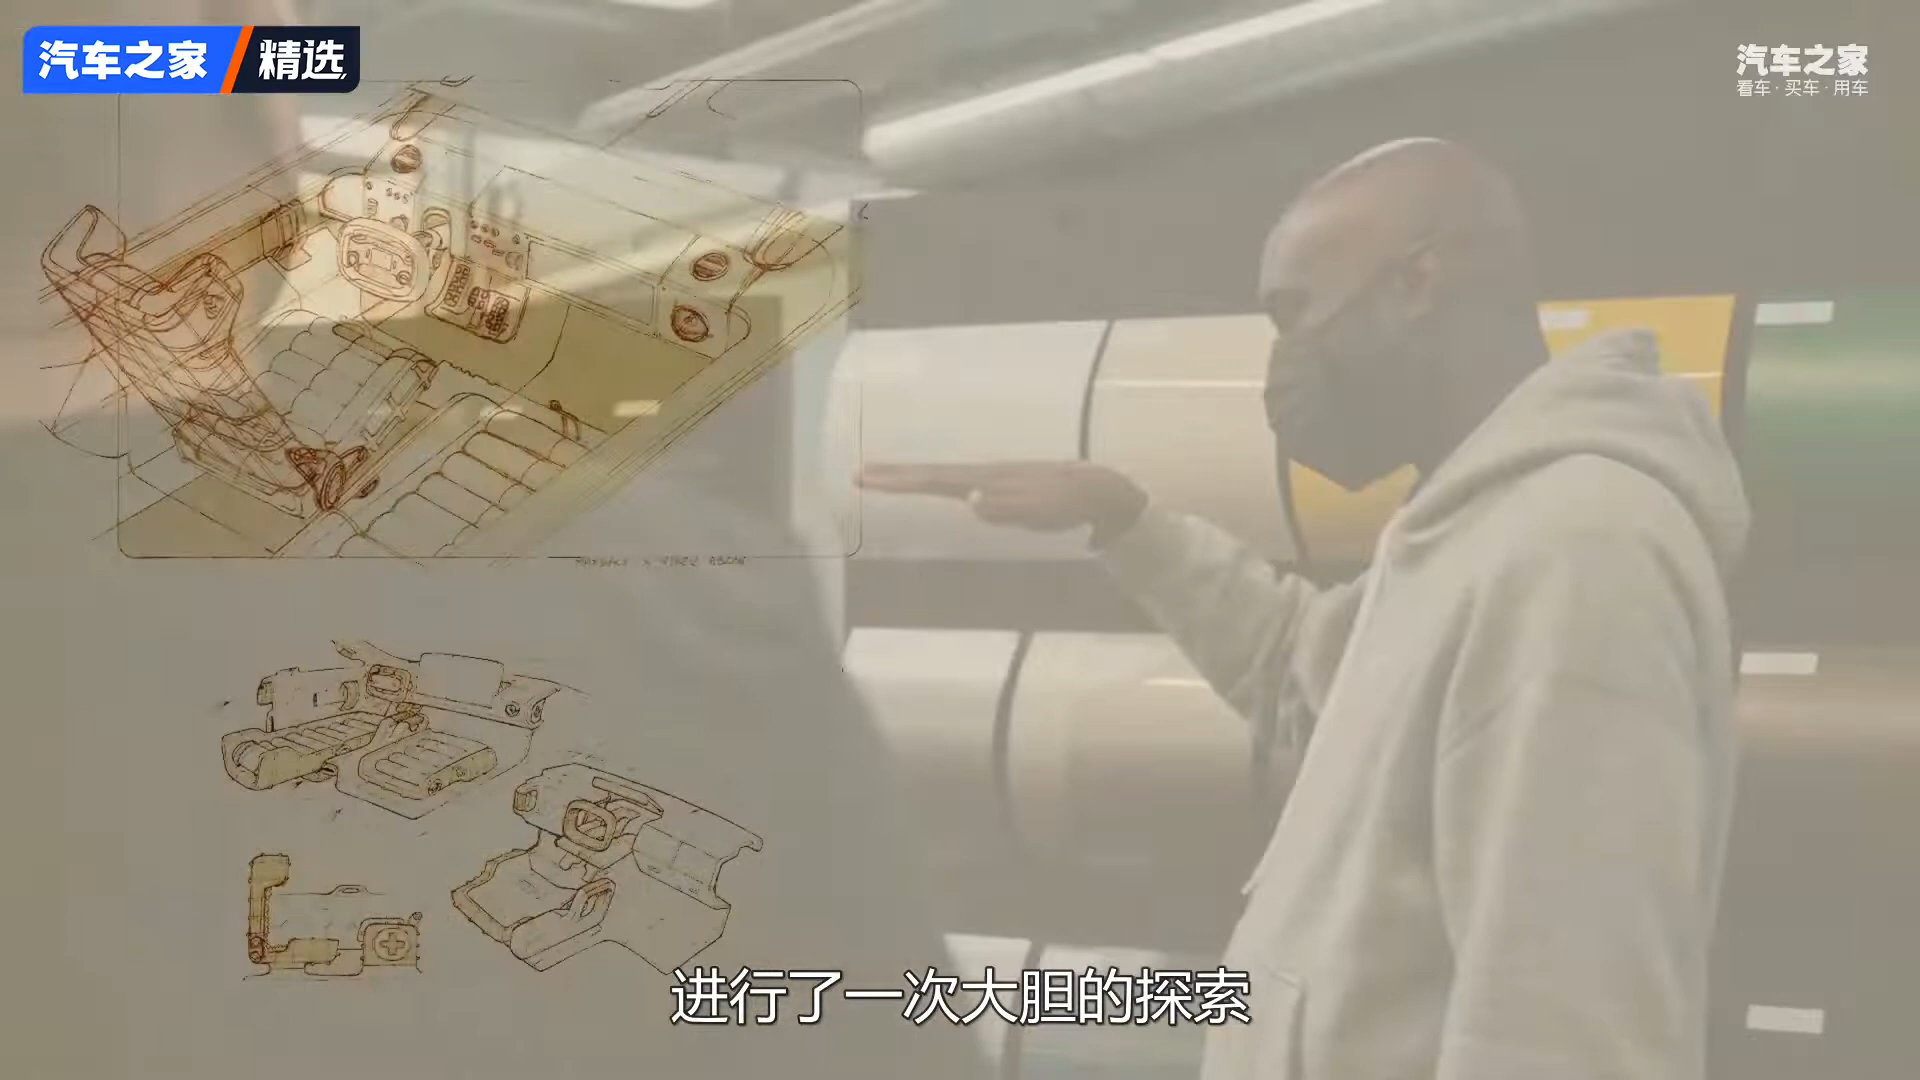 汽车之家 精选
汽车之家
看车·买车·用车
进行了一次大胆的探索